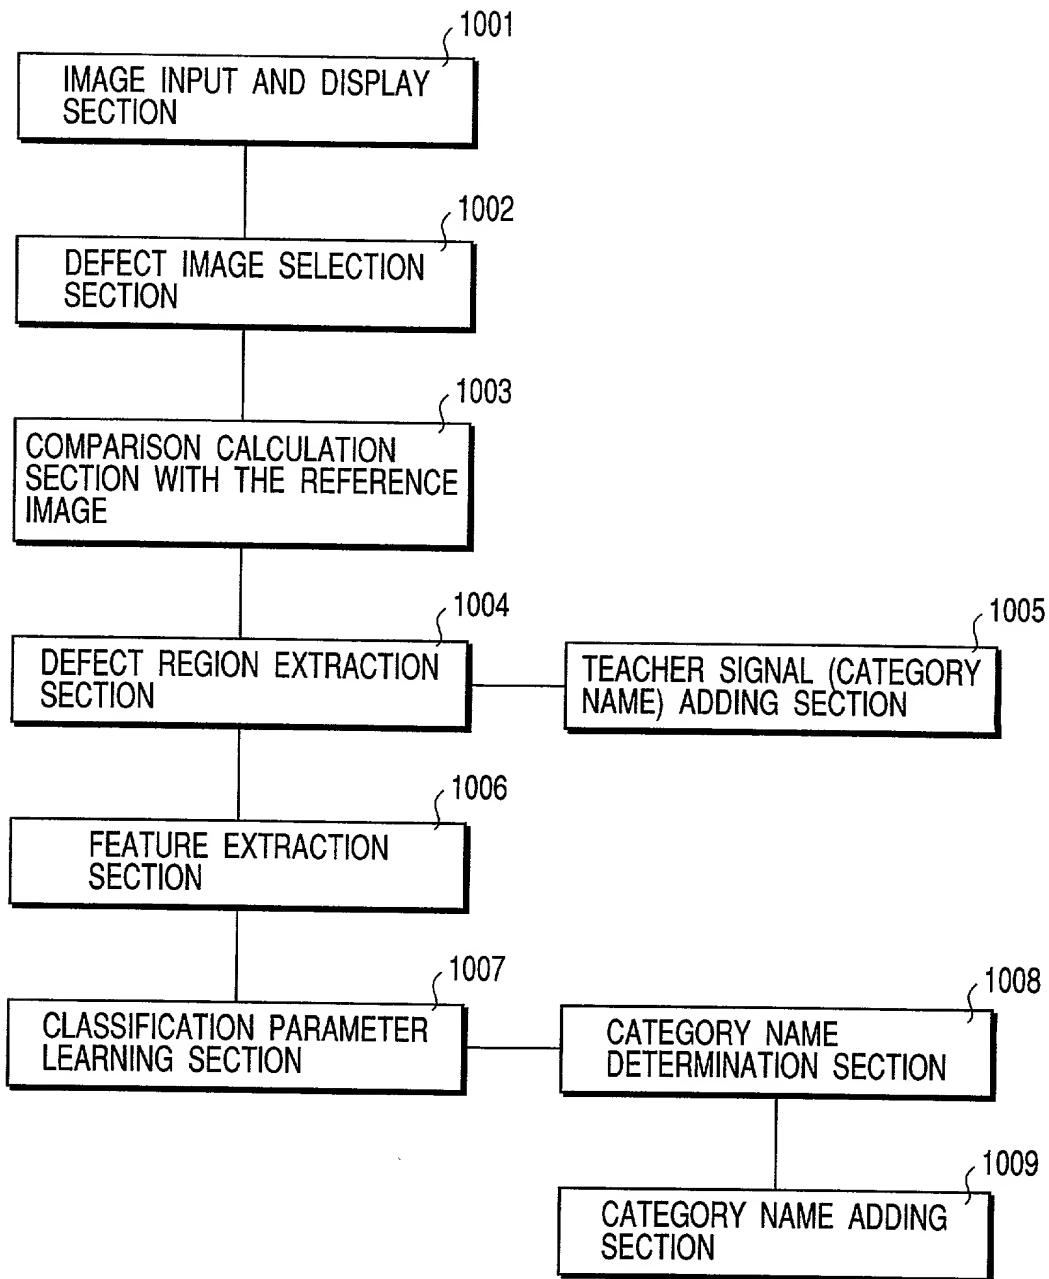 1001
IMAGE INPUT AND DISPLAY
SECTION
1002
DEFECT IMAGE SELECTION
SECTION
1003
COMPARISON CALCULATION
SECTION WITH THE REFERENCE
IMAGE
1004
DEFECT REGION EXTRACTION
SECTION
1005
TEACHER SIGNAL (CATEGORY
NAME) ADDING SECTION
1006
FEATURE EXTRACTION
SECTION
1007
CLASSIFICATION PARAMETER
LEARNING SECTION
1008
CATEGORY NAME
DETERMINATION SECTION
1009
CATEGORY NAME ADDING
SECTION